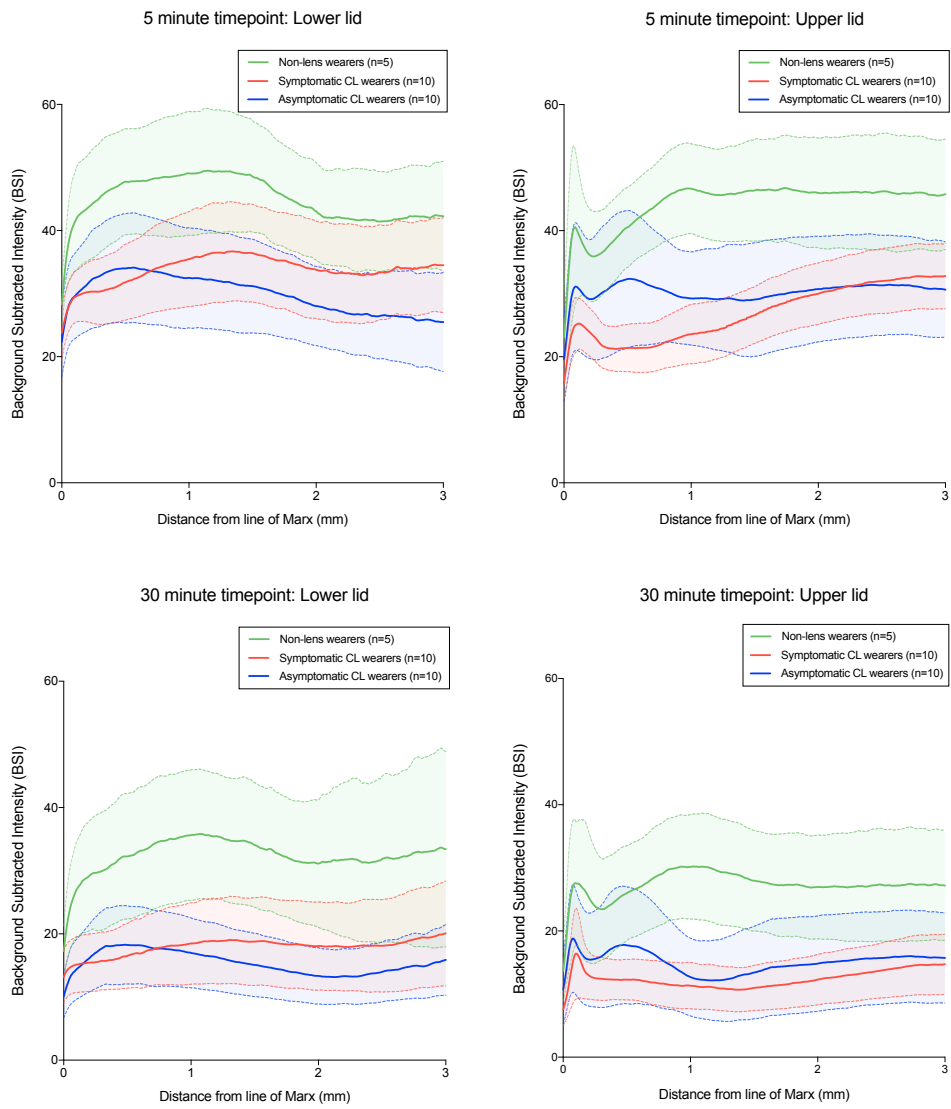 5 minute timepoint: Lower lid
Non-lens wearers (n=5)
Symptomatic CL wearers (n=10)
Asymptomatic CL wearers (n=10)
Background Subtracted Intensity (BSI)
60
40
20
0
0 1 2 3
Distance from line of Marx (mm)
5 minute timepoint: Upper lid
Non-lens wearers (n=5)
Symptomatic CL wearers (n=10)
Asymptomatic CL wearers (n=10)
Background Subtracted Intensity (BSI)
60
40
20
0
0 1 2 3
Distance from line of Marx (mm)
30 minute timepoint: Lower lid
Non-lens wearers (n=5)
Symptomatic CL wearers (n=10)
Asymptomatic CL wearers (n=10)
Background Subtracted Intensity (BSI)
60
40
20
0
0 1 2 3
Distance from line of Marx (mm)
30 minute timepoint: Upper lid
Non-lens wearers (n=5)
Symptomatic CL wearers (n=10)
Asymptomatic CL wearers (n=10)
Background Subtracted Intensity (BSI)
60
40
20
0
0 1 2 3
Distance from line of Marx (mm)